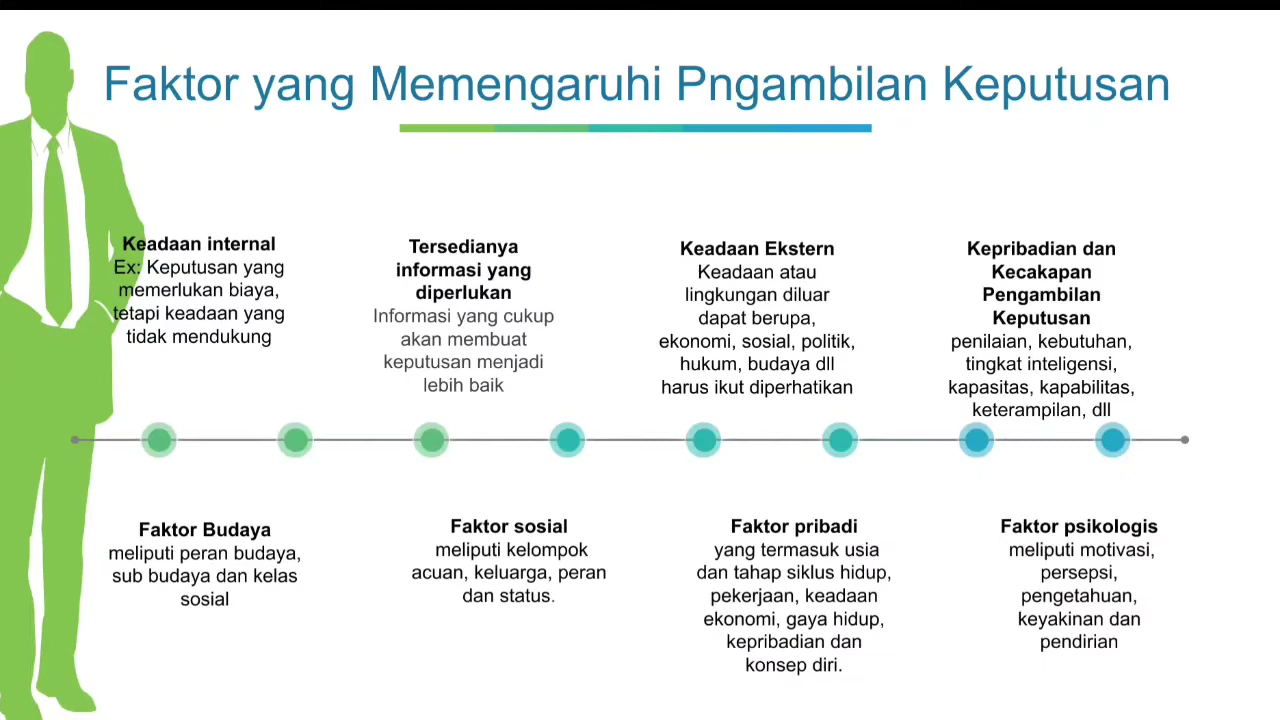 Faktor yang Memengaruhi Pngambilan Keputusan
Keadaan internal
Ex: Keputusan yang
memerlukan biaya,
tetapi keadaan yang
tidak mendukung
Tersedianya
informasi yang
diperlukan
Informasi yang cukup
akan membuat
keputusan menjadi
lebih baik
Keadaan Ekstern
Keadaan atau
lingkungan diluar
dapat berupa,
ekonomi, sosial, politik,
hukum, budaya dll
harus ikut diperhatikan
Kepribadian dan
Kecakapan
Pengambilan
Keputusan
penilaian, kebutuhan,
tingkat inteligensi,
kapasitas, kapabilitas,
keterampilan, dll
Faktor Budaya
meliputi peran budaya,
sub budaya dan kelas
sosial
Faktor sosial
meliputi kelompok
acuan, keluarga, peran
dan status.
Faktor pribadi
yang termasuk usia
dan tahap siklus hidup,
pekerjaan, keadaan
ekonomi, gaya hidup,
kepribadian dan
konsep diri.
Faktor psikologis
meliputi motivasi,
persepsi,
pengetahuan,
keyakinan dan
pendirian